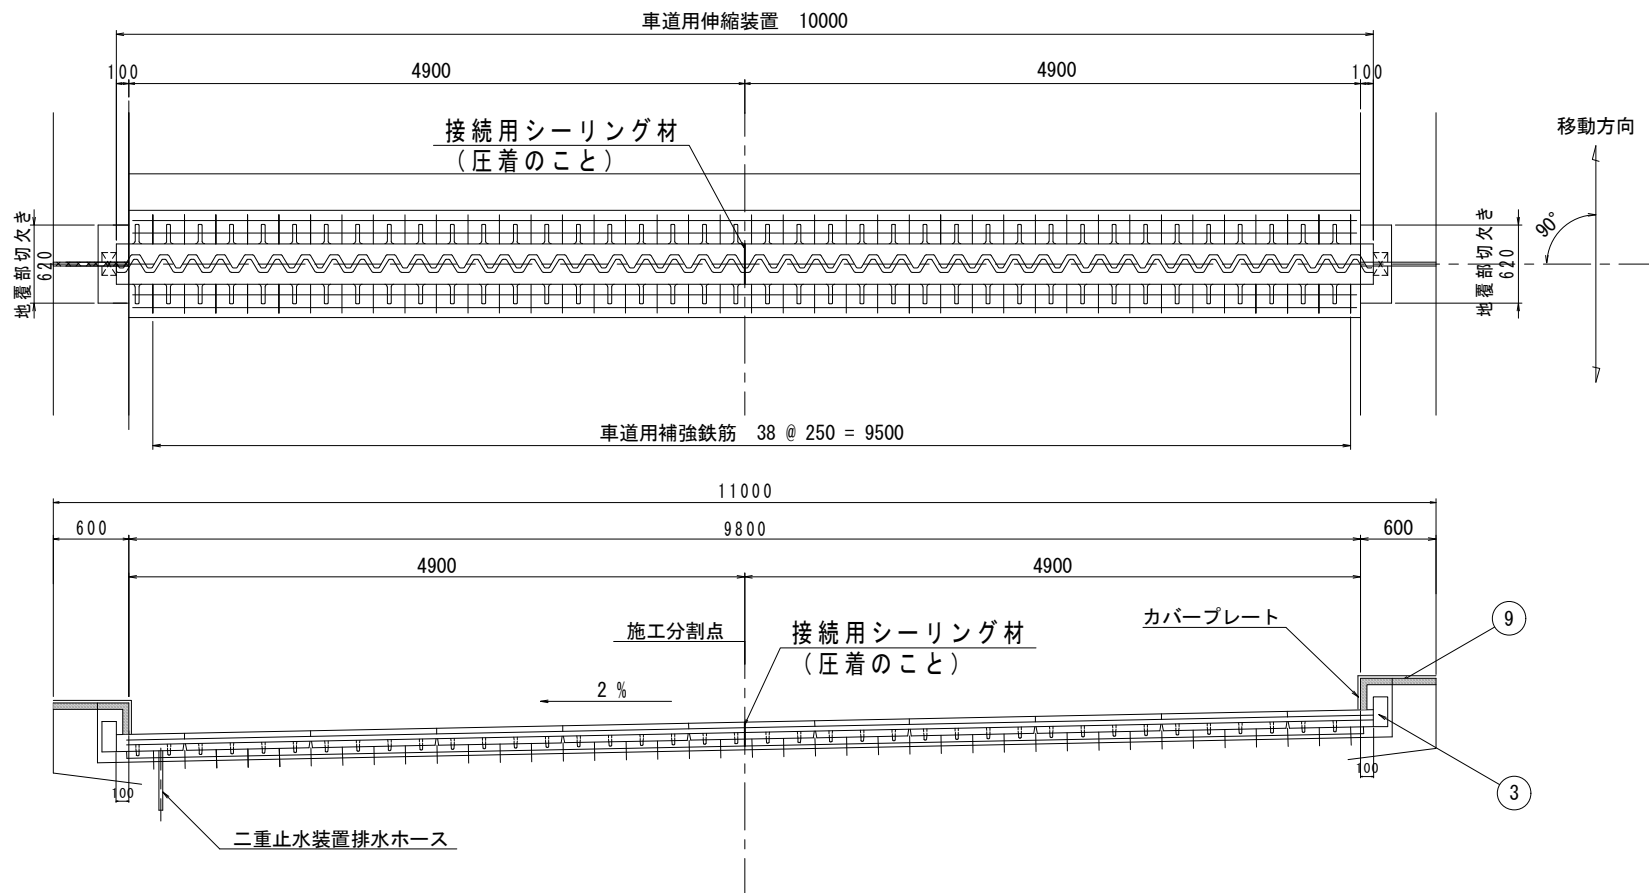 車道用伸縮装置 10000
100
4900
4900
100
接続用シーリング材
(圧着のこと)
移動方向
90°
地覆部切欠き
620
地覆部切欠き
620
車道用補強鉄筋 38 @ 250 = 9500
11000
600
9800
600
4900
4900
施工分割点
接続用シーリング材
(圧着のこと)
カバープレート
9
2 %
100
100
3
二重止水装置排水ホース